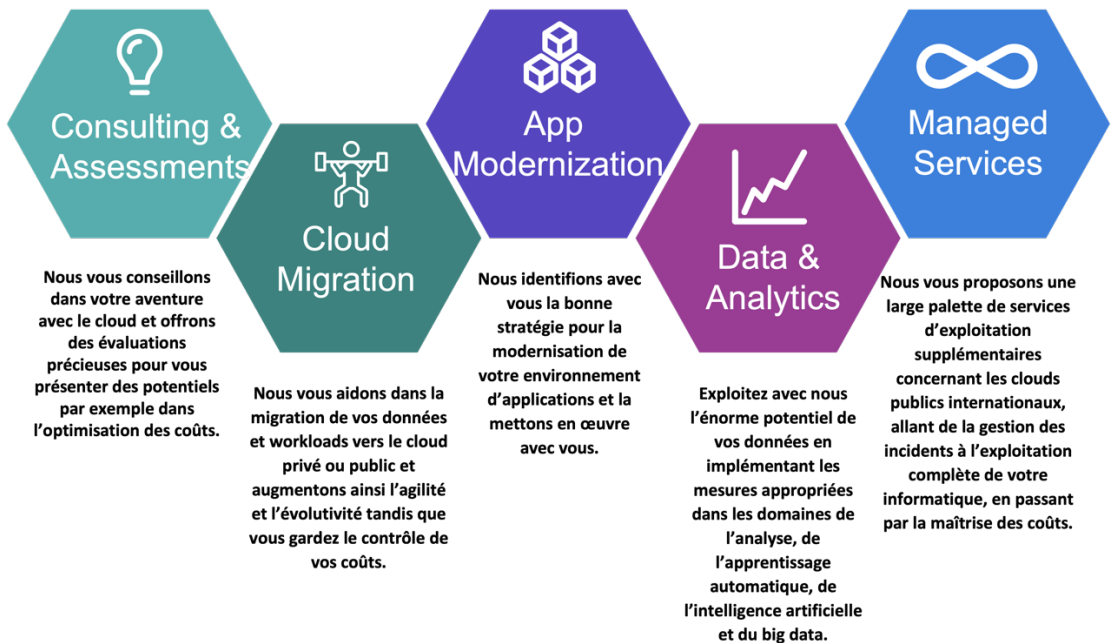 Consulting &
Assessments
Nous vous conseillons
dans votre aventure
avec le cloud et offrons
des évaluations
précieuses pour vous
présenter des potentiels
par exemple dans
l’optimisation des coûts.
Cloud
Migration
Nous vous aidons dans la
migration de vos données
et workloads vers le cloud
privé ou public et
augmentons ainsi l’agilité
et l’évolutivité tandis que
vous gardez le contrôle de
vos coûts.
App
Modernization
Nous identifions avec
vous la bonne
stratégie pour la
modernisation de
votre environnement
d’applications et la
mettons en œuvre
avec vous.
Data &
Analytics
Exploitez avec nous
l’énorme potentiel de
vos données en
implémentant les
mesures appropriées
dans les domaines de
l’analyse, de
l’apprentissage
automatique, de
l’intelligence artificielle
et du big data.
Managed
Services
Nous vous proposons une
large palette de services
d’exploitation
supplémentaires
concernant les clouds
publics internationaux,
allant de la gestion des
incidents à l’exploitation
complète de votre
informatique, en passant
par la maîtrise des coûts.